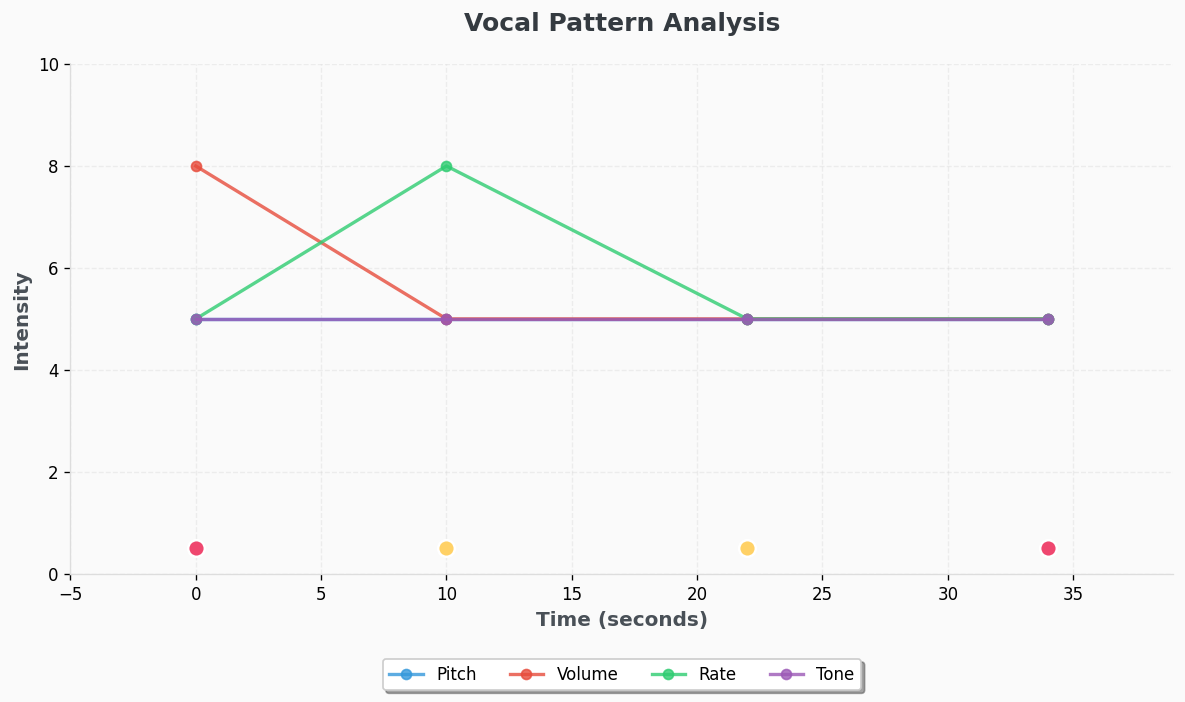 Vocal Pattern Analysis
10
8
6
4
2
0
Intensity
−5 0 5 10 15 20 25 30 35
Time (seconds)
Pitch Volume Rate Tone